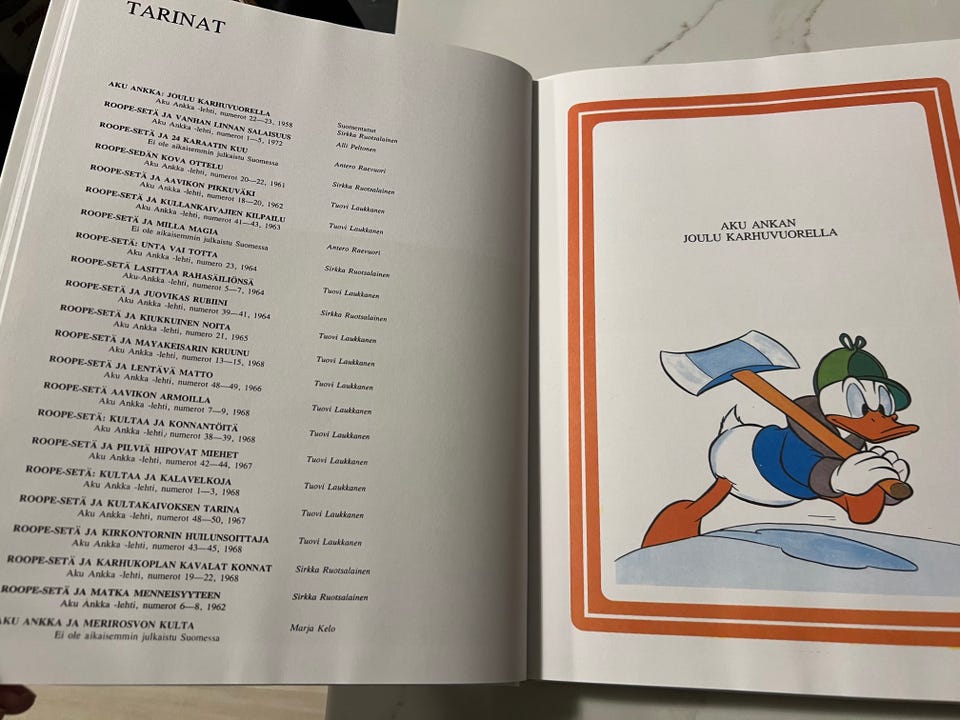 TARINAT
AKU ANKKA: JOULU KARHUVUORELLA
Aku Ankka -lehti, numerot 22—23, 1958
Suomentanut
Sirkka Ruotsalainen
ROOPE-SETÄ JA VANHAN LINNAN SALAISUUS
Aku Ankka -lehti, numerot 1—5, 1972
Alli Peltonen
ROOPE-SETÄ JA 24 KARAATIN KUU
Ei ole aikaisemmin julkaistu Suomessa
Antero Raevuori
ROOPE-SEDÄN KOVA OTTELU
Aku Ankka -lehti, numerot 20—22, 1961
Sirkka Ruotsalainen
ROOPE-SETÄ JA AAVIKON PIKKUVÄKI
Aku Ankka -lehti, numerot 18—20, 1962
Tuovi Laukkanen
ROOPE-SETÄ JA KULLANKAIVAJIEN KILPAILU
Aku Ankka -lehti, numerot 41—43, 1963
Tuovi Laukkanen
ROOPE-SETÄ JA MILLA MAGIA
Ei ole aikaisemmin julkaistu Suomessa
Antero Raevuori
ROOPE-SETÄ: UNTA VAI TOTTA
Aku Ankka -lehti, numero 23, 1964
Sirkka Ruotsalainen
ROOPE-SETÄ LASITTAA RAHASÄILIÖNSÄ
Aku-Ankka -lehti, numerot 5—7, 1964
Tuovi Laukkanen
ROOPE-SETÄ JA JUOVIKAS RUBIINI
Aku Ankka -lehti, numerot 39—41, 1964
Sirkka Ruotsalainen
ROOPE-SETÄ JA KIUKKUINEN NOITA
Aku Ankka -lehti, numero 21, 1965
Tuovi Laukkanen
ROOPE-SETÄ JA MAYAKEISARIN KRUUNU
Aku Ankka -lehti, numerot 13—15, 1968
Tuovi Laukkanen
ROOPE-SETÄ JA LENTÄVÄ MATTO
Aku Ankka -lehti, numerot 48—49, 1966
Tuovi Laukkanen
ROOPE-SETÄ AAVIKON ARMOILLA
Aku Ankka -lehti, numerot 7—9, 1968
Tuovi Laukkanen
ROOPE-SETÄ: KULTAA JA KONNANTÖITÄ
Aku Ankka -lehti, numerot 38—39, 1968
Tuovi Laukkanen
ROOPE-SETÄ JA PILVIÄ HIPOVAT MIEHET
Aku Ankka -lehti, numerot 42—44, 1967
Tuovi Laukkanen
ROOPE-SETÄ: KULTAA JA KALAVELKOJA
Aku Ankka -lehti, numerot 1—3, 1968
Tuovi Laukkanen
ROOPE-SETÄ JA KULTAKAIVOKSEN TARINA
Aku Ankka -lehti, numerot 48—50, 1967
Tuovi Laukkanen
ROOPE-SETÄ JA KIRKONTORNIN HUILUNSOITTAJA
Aku Ankka -lehti, numerot 43—45, 1968
Tuovi Laukkanen
ROOPE-SETÄ JA KARHUKOPLAN KAVALAT KONNAT
Aku Ankka -lehti, numerot 19—22, 1968
Sirkka Ruotsalainen
ROOPE-SETÄ JA MATKA MENNEISYYTEEN
Aku Ankka -lehti, numerot 6—8, 1962
Sirkka Ruotsalainen
AKU ANKKA JA MERIROSVON KULTA
Ei ole aikaisemmin julkaistu Suomessa
Marja Kelo
AKU ANKAN
JOULU KARHUVUORELLA